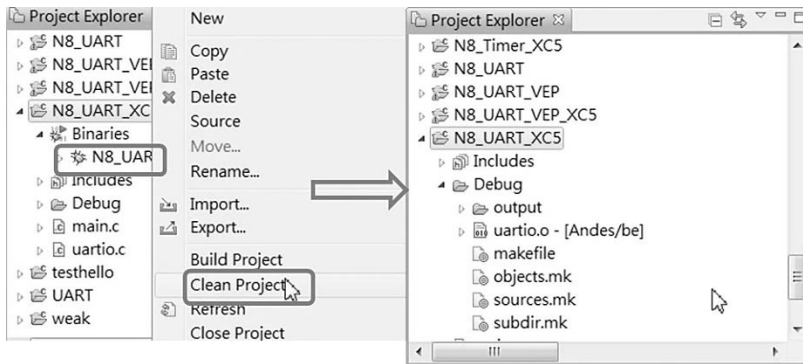 Project Explorer
N8_UART
N8_UART_VE
N8_UART_VE
N8_UART_XC
Binaries
N8_UAR
Includes
Debug
main.c
uartio.c
testhello
UART
weak
New
Copy
Paste
Delete
Source
Move...
Rename...
Import...
Export...
Build Project
Clean Project
Refresh
Close Project
Project Explorer
N8_Timer_XC5
N8_UART
N8_UART_VEP
N8_UART_VEP_XC5
N8_UART_XC5
Includes
Debug
output
uartio.o - [Andes/be]
makefile
objects.mk
sources.mk
subdir.mk